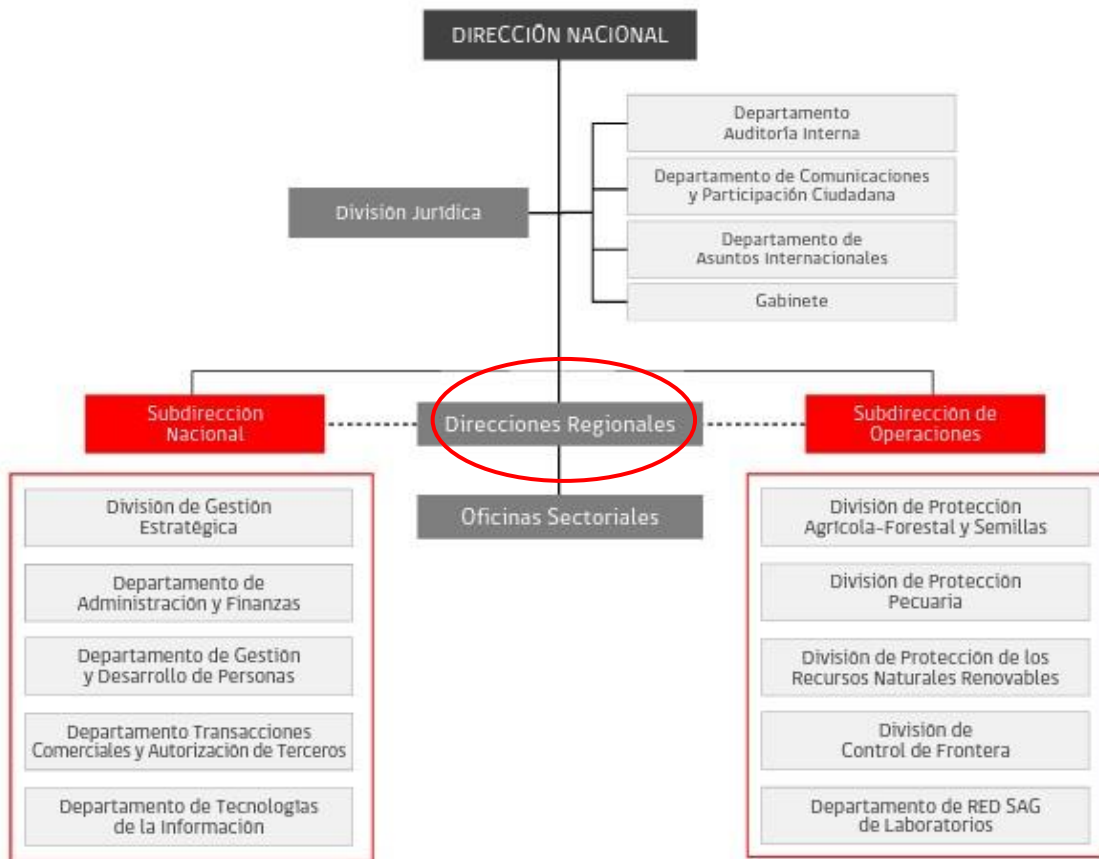 DIRECCIÓN NACIONAL
Departamento
Auditoría Interna
Departamento de Comunicaciones
y Participación Ciudadana
División Jurídica
Departamento de
Asuntos Internacionales
Gabinete
Subdirección
Nacional
Direcciones Regionales
Subdirección de
Operaciones
Oficinas Sectoriales
División de Gestión
Estratégica
Departamento de
Administración y Finanzas
Departamento de Gestión
y Desarrollo de Personas
Departamento Transacciones
Comerciales y Autorización de Terceros
Departamento de Tecnologías
de la Información
División de Protección
Agrícola-Forestal y Semillas
División de Protección
Pecuaria
División de Protección de los
Recursos Naturales Renovables
División de
Control de Frontera
Departamento de RED SAG
de Laboratorios